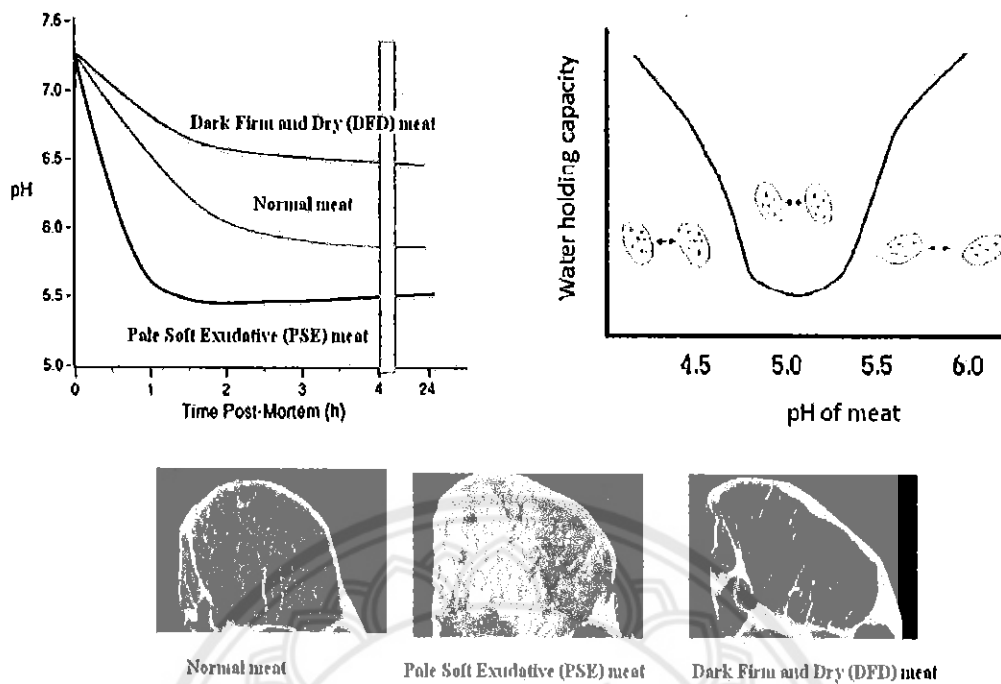 7.6
7.0
6.5
pH
6.0
5.5
5.0
Dark Firm and Dry (DFD) meat
Normal meat
Pale Soft Exudative (PSE) meat
0 1 2 3 4 24
Time Post-Mortem (h)
Water holding capacity
4.5 5.0 5.5 6.0
pH of meat
Normal meat
Pale Soft Exudative (PSE) meat
Dark Firm and Dry (DFD) meat